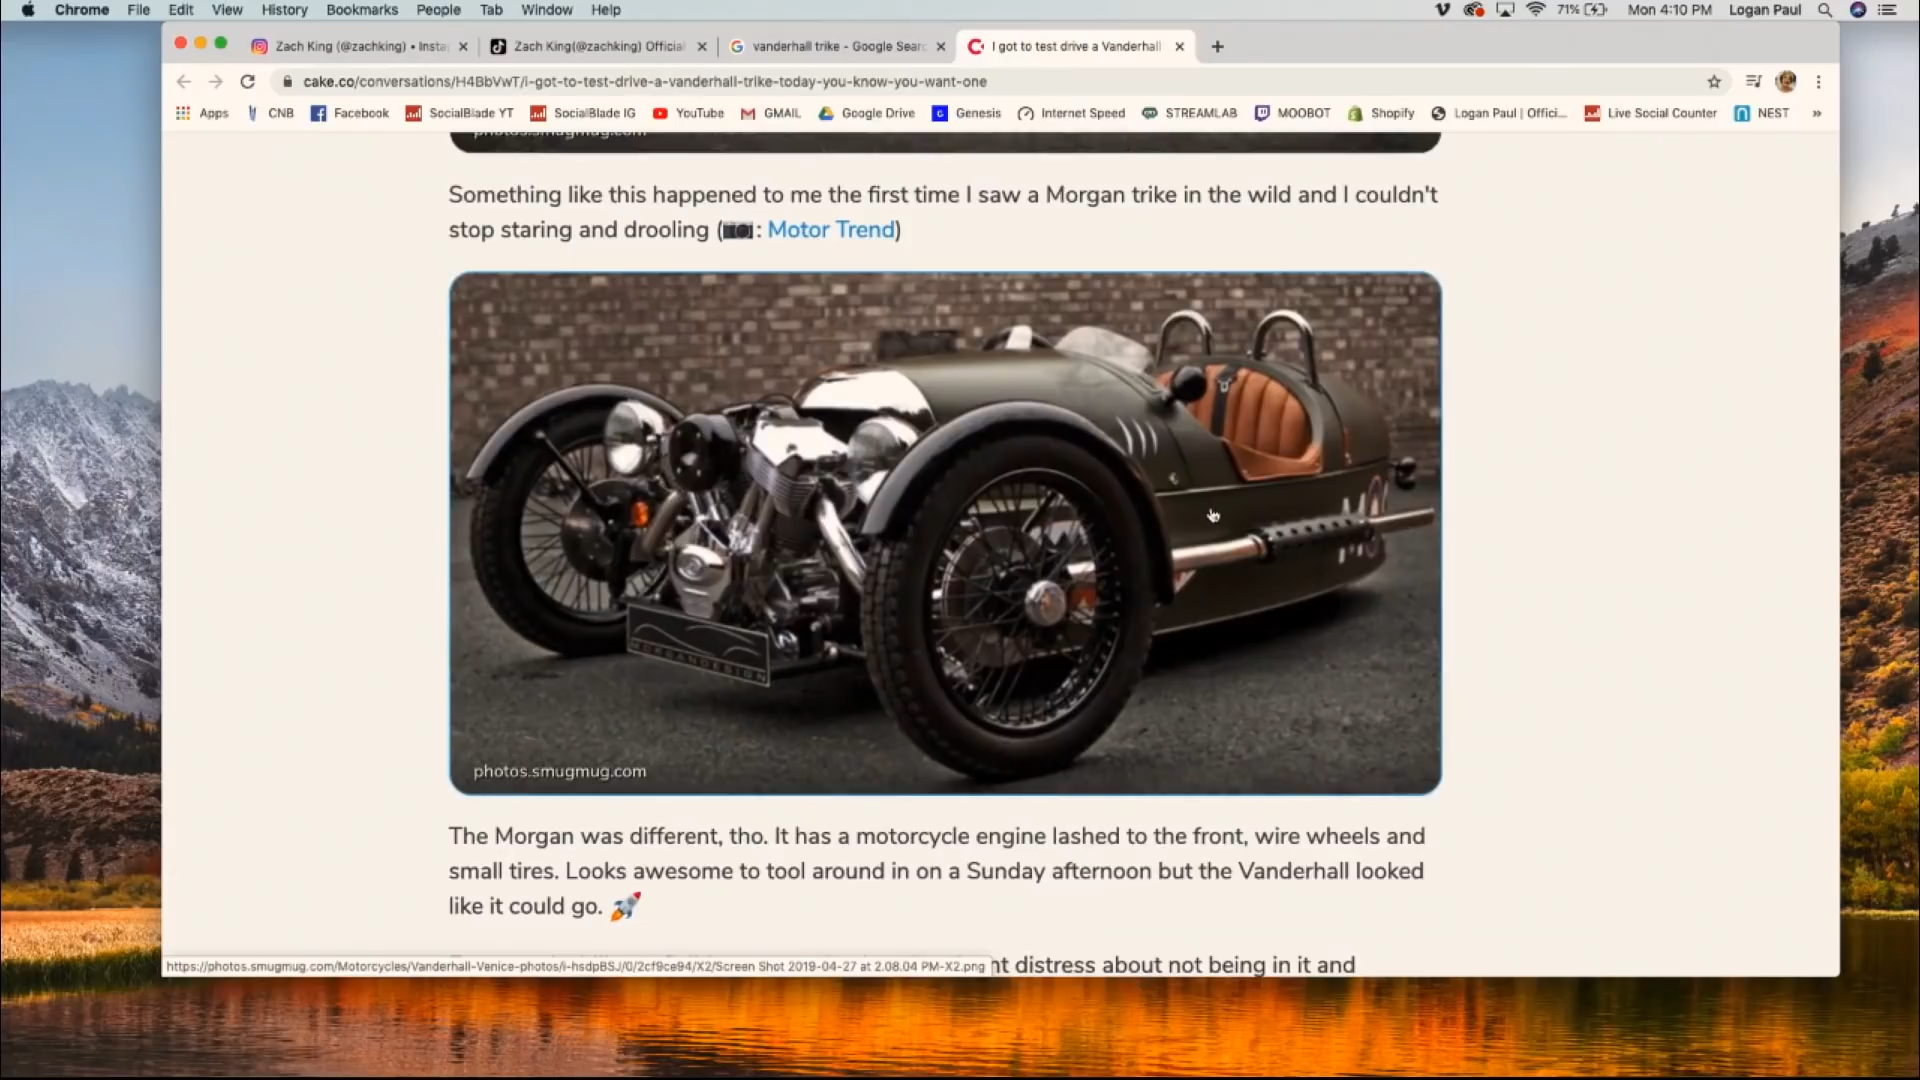 Chrome File Edit View History Bookmarks People Tab Window Help 71% Mon 4:10 PM Logan Paul
Zach King (@zachking) • Insta
Zach King(@zachking) Official
vanderhall trike - Google Searc
I got to test drive a Vanderhall
cake.co/conversations/H4BbVwT/i-got-to-test-drive-a-vanderhall-trike-today-you-know-you-want-one
Apps CNB Facebook SocialBlade YT SocialBlade IG YouTube GMAIL Google Drive Genesis Internet Speed STREAMLAB MOOBOT Shopify Logan Paul | Offici... Live Social Counter NEST »
photos.smugmug.com
Something like this happened to me the first time I saw a Morgan trike in the wild and I couldn't
stop staring and drooling (📷: Motor Trend)
MORGANDESIGN
photos.smugmug.com
The Morgan was different, tho. It has a motorcycle engine lashed to the front, wire wheels and
small tires. Looks awesome to tool around in on a Sunday afternoon but the Vanderhall looked
like it could go. 🚀
https://photos.smugmug.com/Motorcycles/Vanderhall-Venice-photos/i-hsdpBSJ/0/2cf9ce94/X2/Screen Shot 2019-04-27 at 2.08.04 PM-X2.png
nt distress about not being in it and